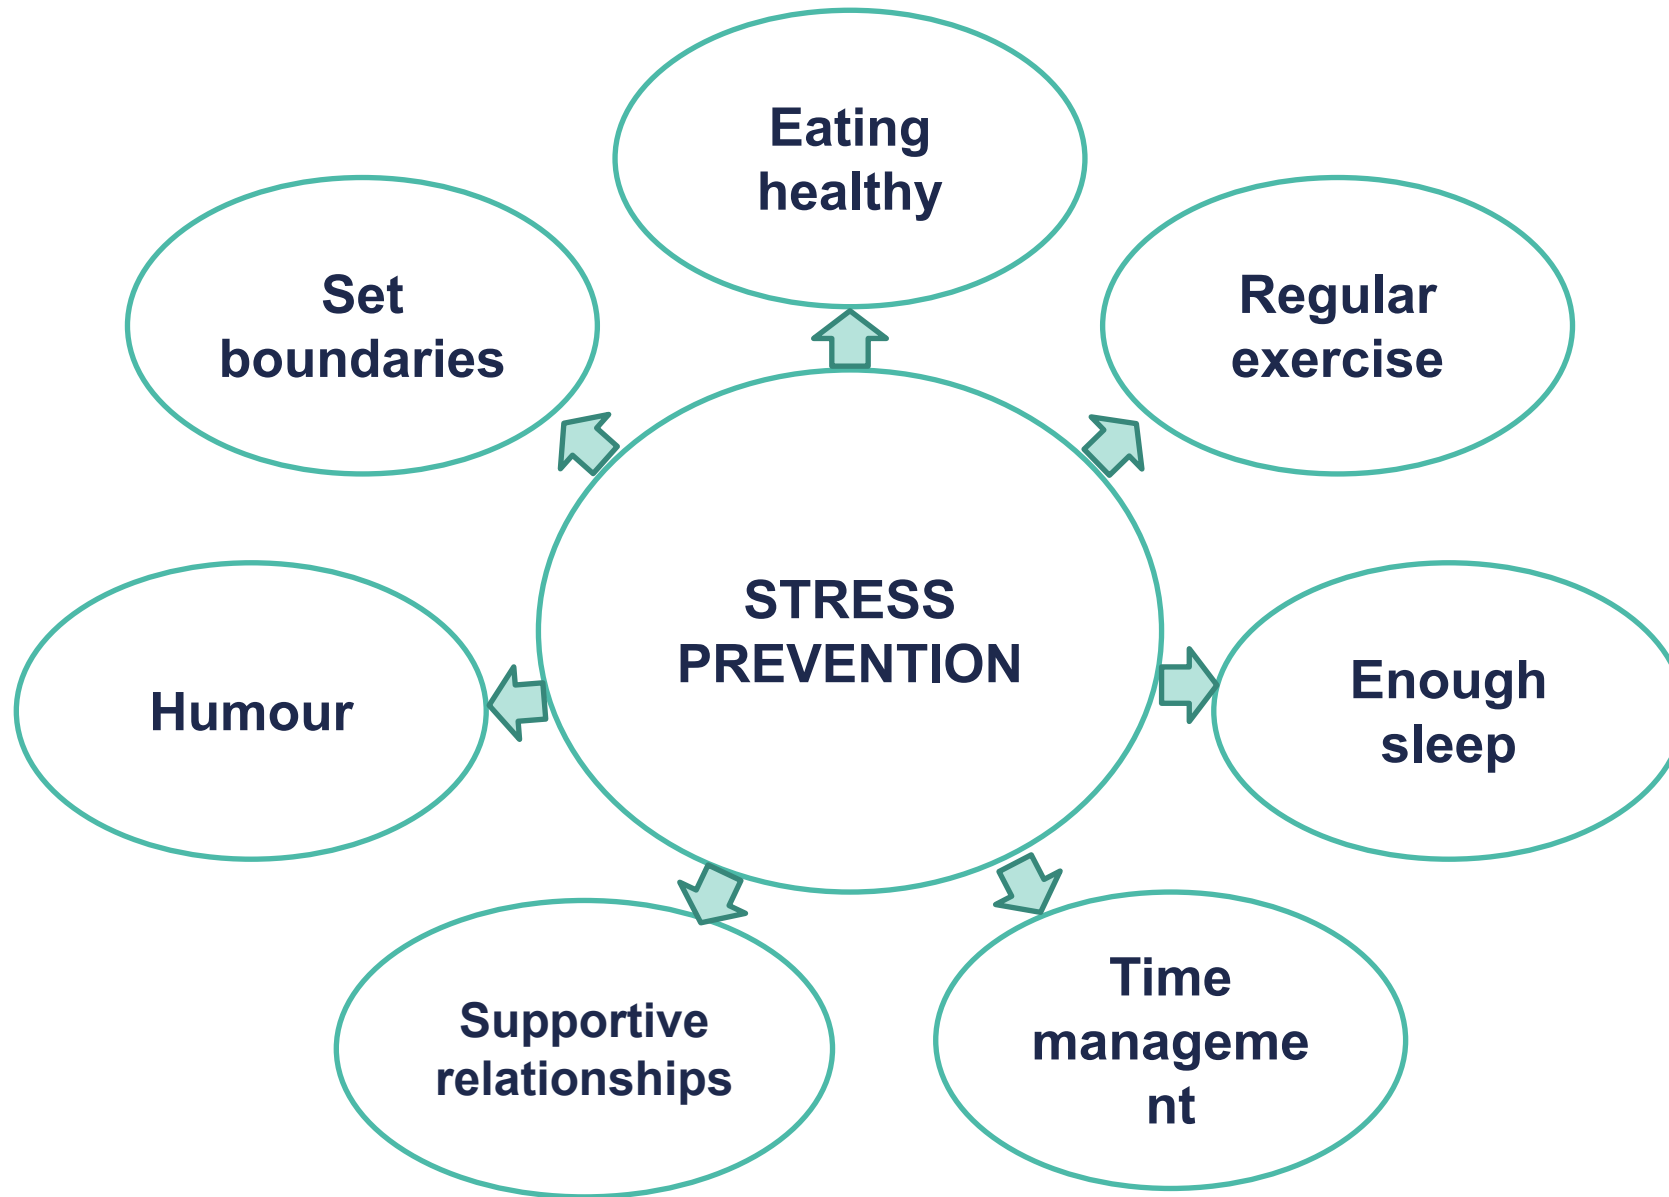 Eating
healthy
Set
boundaries
Regular
exercise
STRESS
PREVENTION
Humour
Enough
sleep
Supportive
relationships
Time
manageme
nt